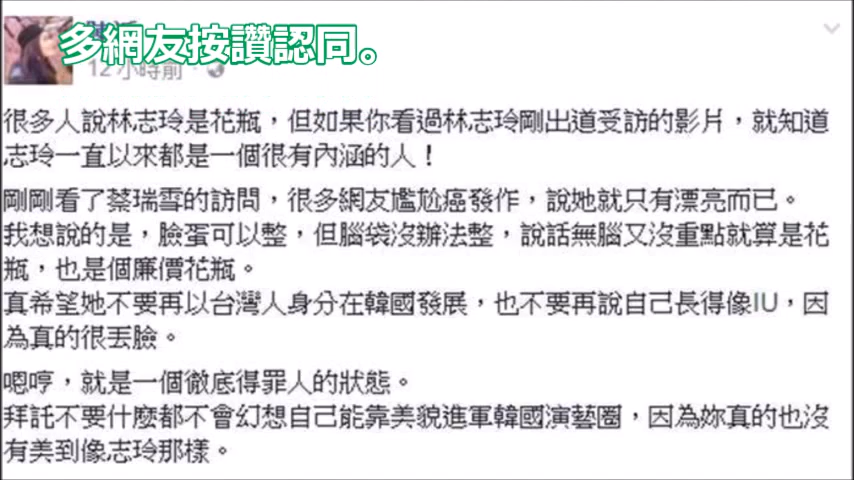 多網友按讚認同。
12 小時前
很多人說林志玲是花瓶，但如果你看過林志玲剛出道受訪的影片，就知道
志玲一直以來都是一個很有內涵的人！
剛剛看了蔡瑞雪的訪問，很多網友尷尬癌發作，說她就只有漂亮而已。
我想說的是，臉蛋可以整，但腦袋沒辦法整，說話無腦又沒重點就算是花
瓶，也是個廉價花瓶。
真希望她不要再以台灣人身分在韓國發展，也不要再說自己長得像IU，因
為真的很丟臉。
嗯哼，就是一個徹底得罪人的狀態。
拜託不要什麼都不會幻想自己能靠美貌進軍韓國演藝圈，因為妳真的也沒
有美到像志玲那樣。